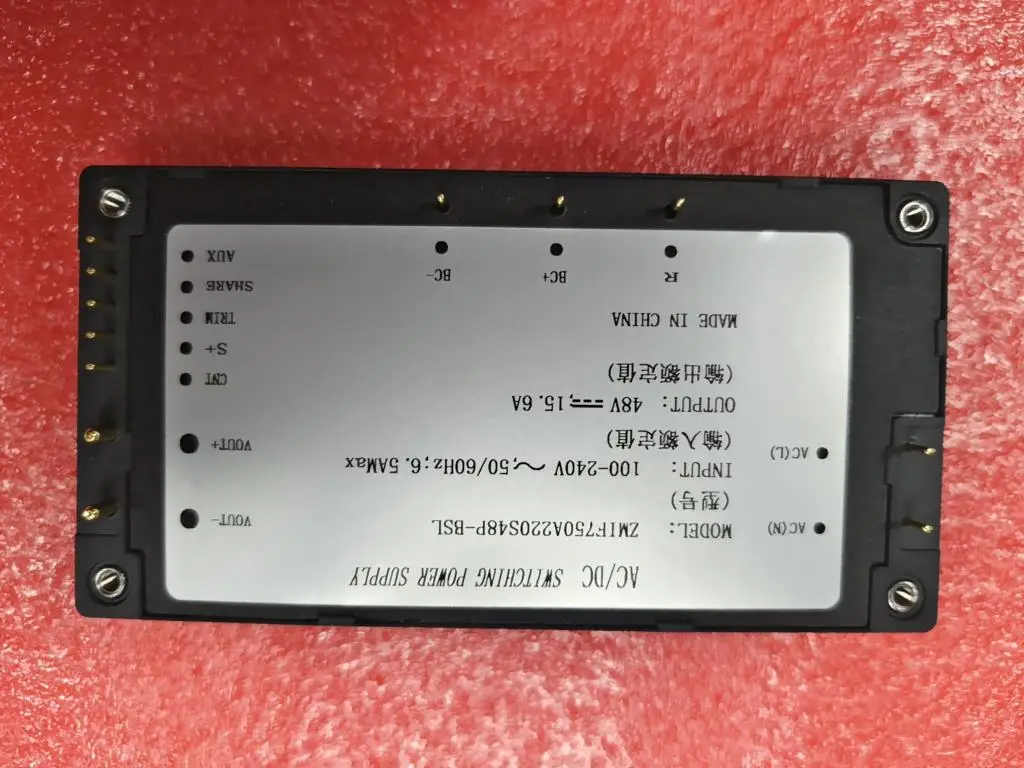 AC/DC SWITCHING POWER SUPPLY
MODEL: ZMIF750A220S48P-BSL
(型号)
INPUT: 100-240V ～;50/60Hz;6.5AMax
(输入额定值)
OUTPUT: 48V ⎓;15.6A
(输出额定值)
MADE IN CHINA
AC(N)
AC(L)
VOUT-
VOUT+
CNT
S+
TRIM
SHARE
AUX
R
BC+
BC-